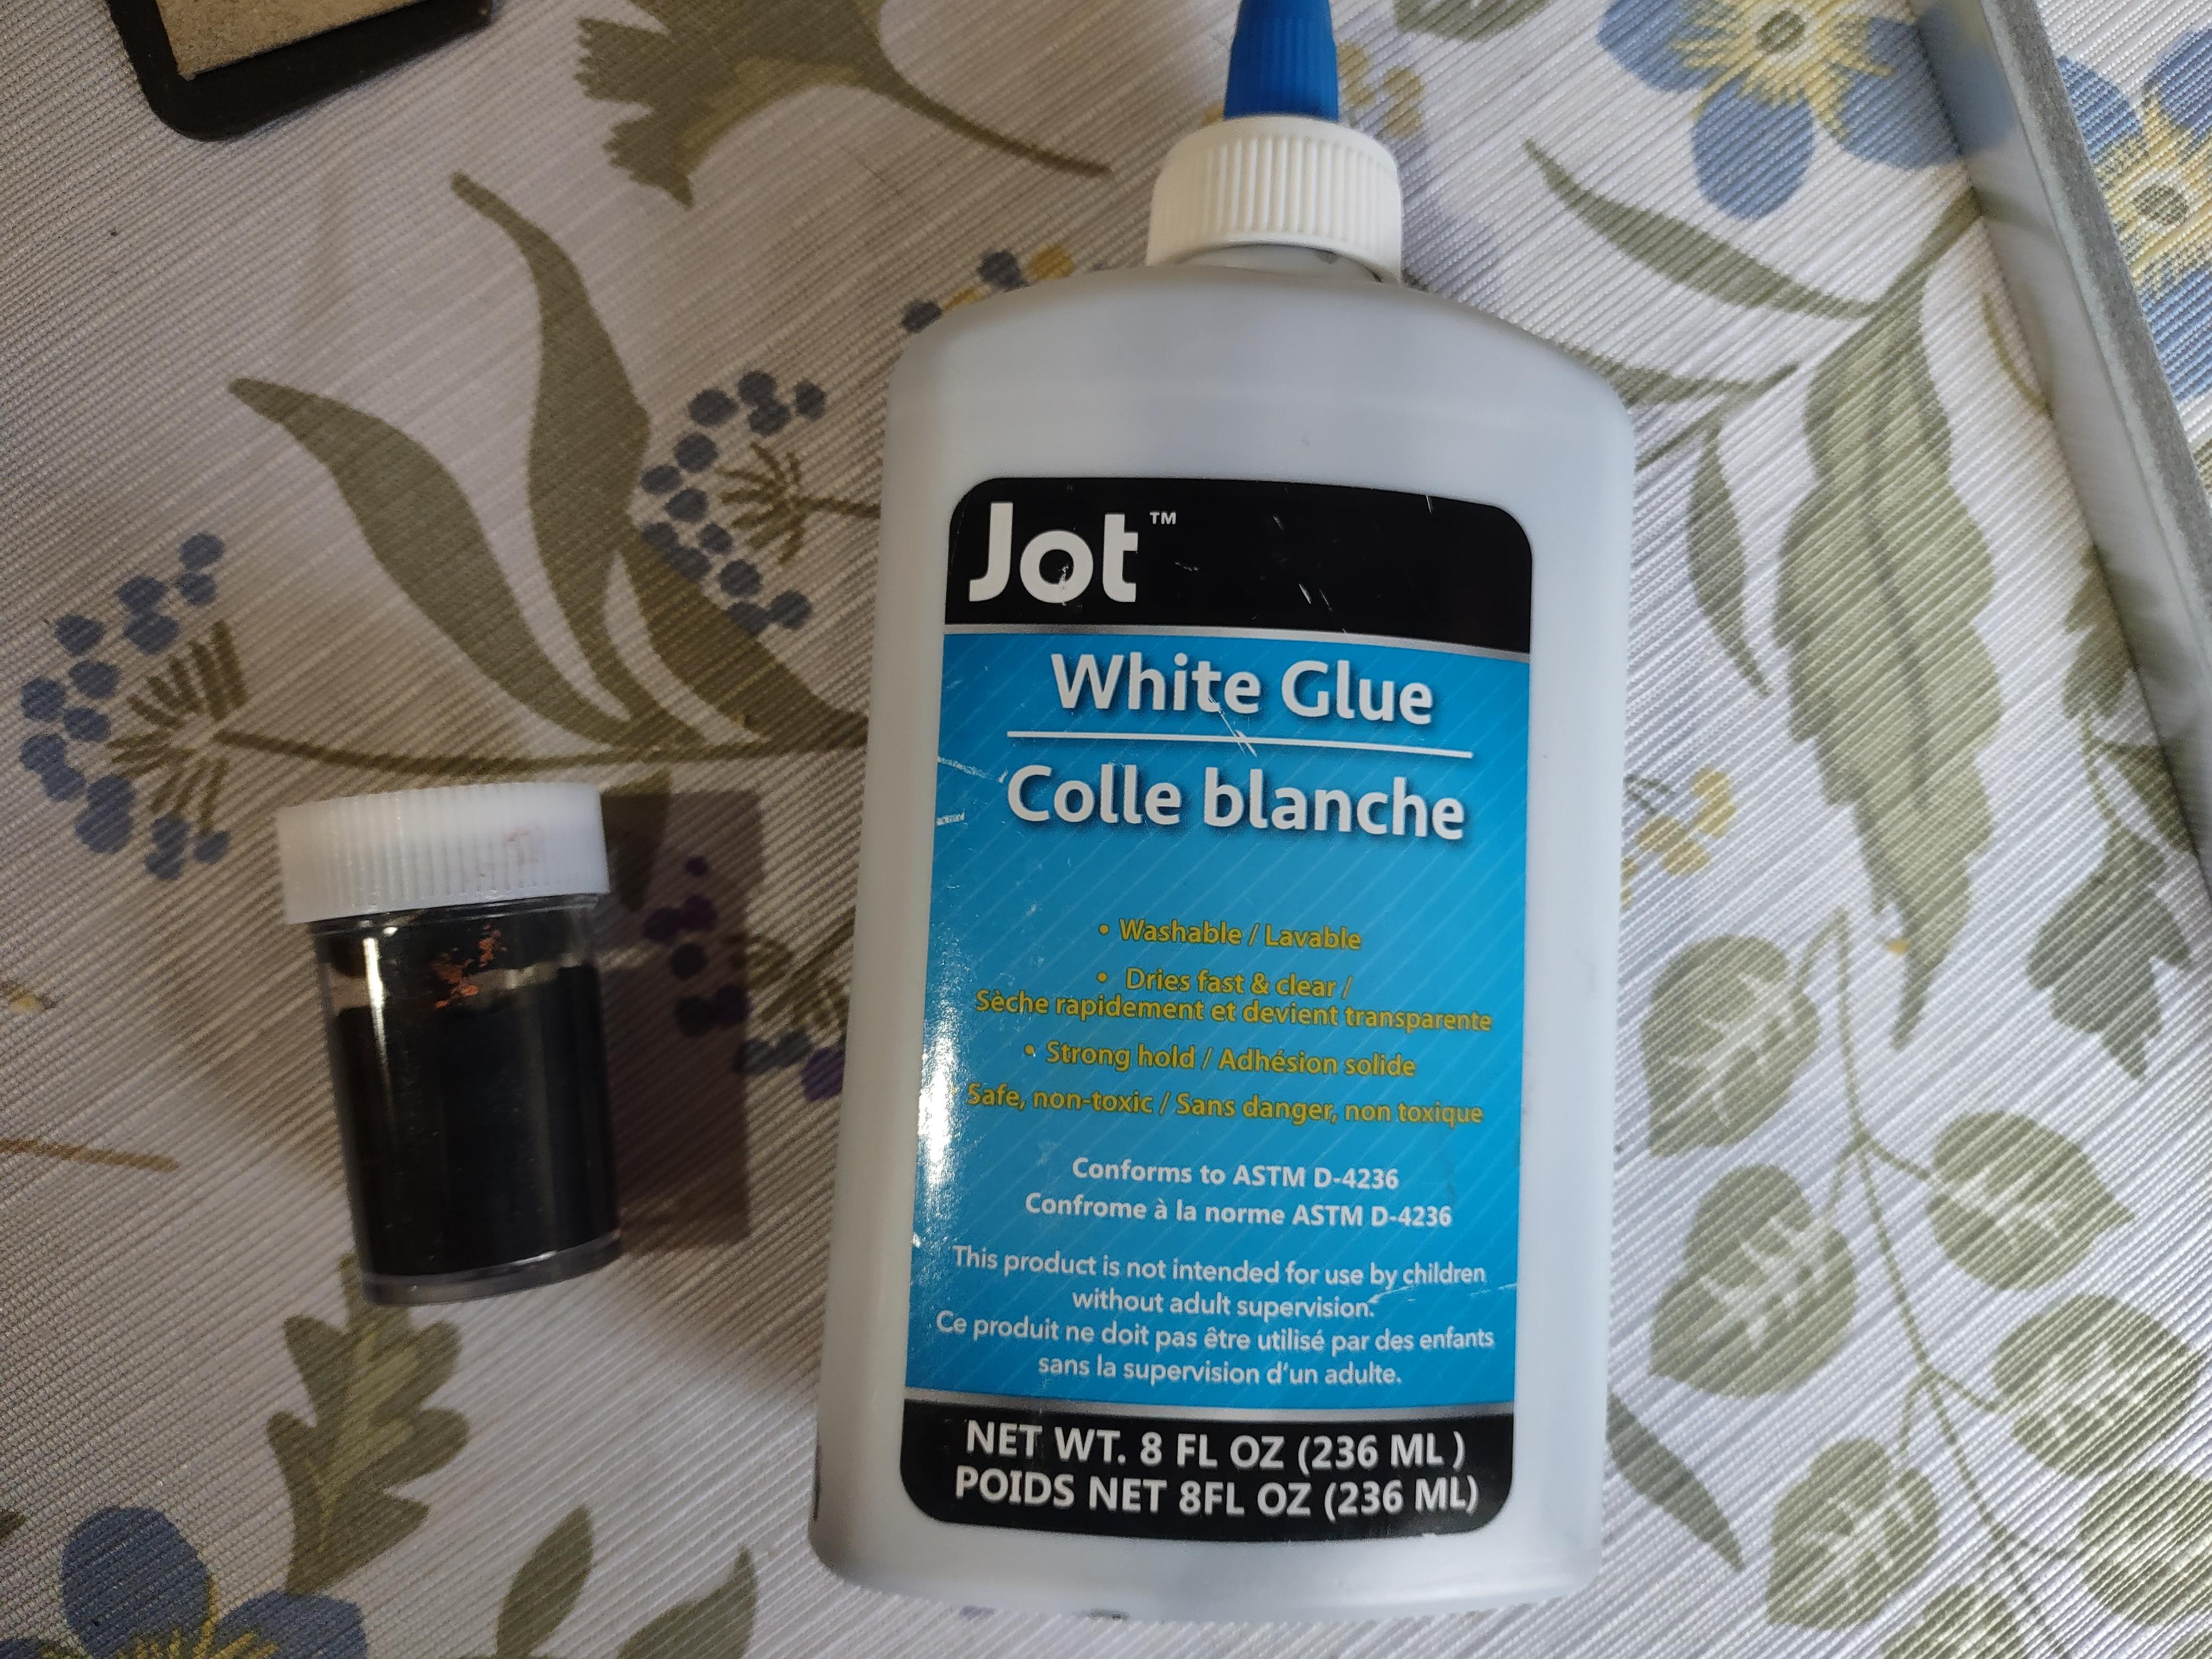 Jot™
White Glue
Colle blanche
• Washable / Lavable
• Dries fast & clear /
Sèche rapidement et devient transparente
• Strong hold / Adhésion solide
Safe, non-toxic / Sans danger, non toxique
Conforms to ASTM D-4236
Confrome à la norme ASTM D-4236
This product is not intended for use by children
without adult supervision.
Ce produit ne doit pas être utilisé par des enfants
sans la supervision d'un adulte.
NET WT. 8 FL OZ (236 ML )
POIDS NET 8FL OZ (236 ML)